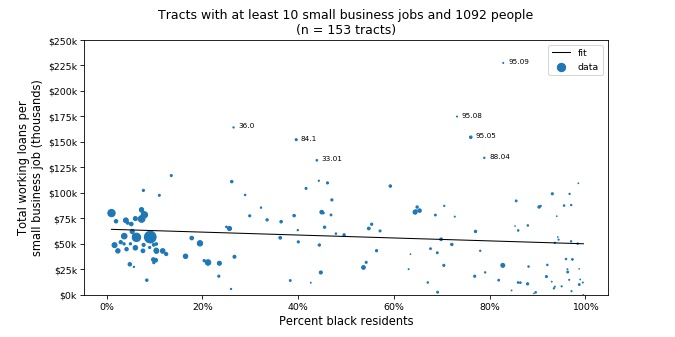 Tracts with at least 10 small business jobs and 1092 people
(n = 153 tracts)
$250k
$225k
$200k
$175k
$150k
$125k
$100k
$75k
$50k
$25k
$0k
Total working loans per
small business job (thousands)
fit
data
95.09
95.08
36.0
95.05
84.1
88.04
33.01
0%
20%
40%
60%
80%
100%
Percent black residents